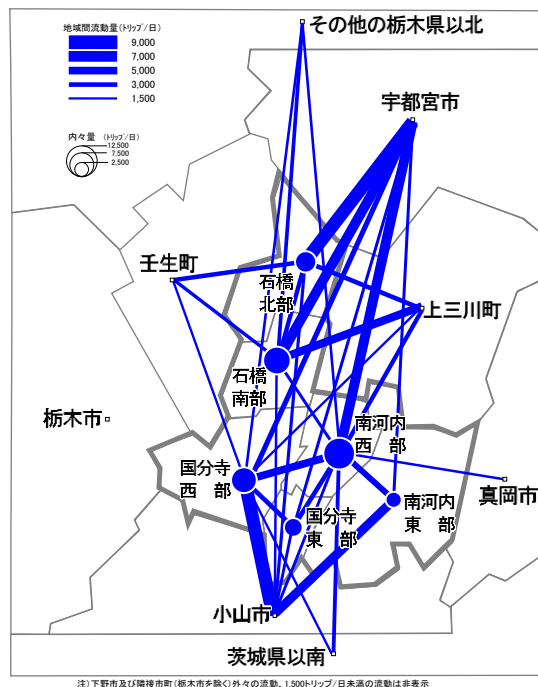 その他の栃木県以北
地域間流動量(トリップ/日)
9,000
7,000
5,000
3,000
1,500
内々量 (トリップ/日)
12,500
7,500
2,500
宇都宮市
壬生町
石橋
北部
上三川町
石橋
南部
栃木市
南河内
西 部
国分寺
西 部
真岡市
南河内
東 部
国分寺
東 部
小山市
茨城県以南
注)下野市及び隣接市町(栃木市を除く)外々の流動、1,500トリップ/日未満の流動は非表示